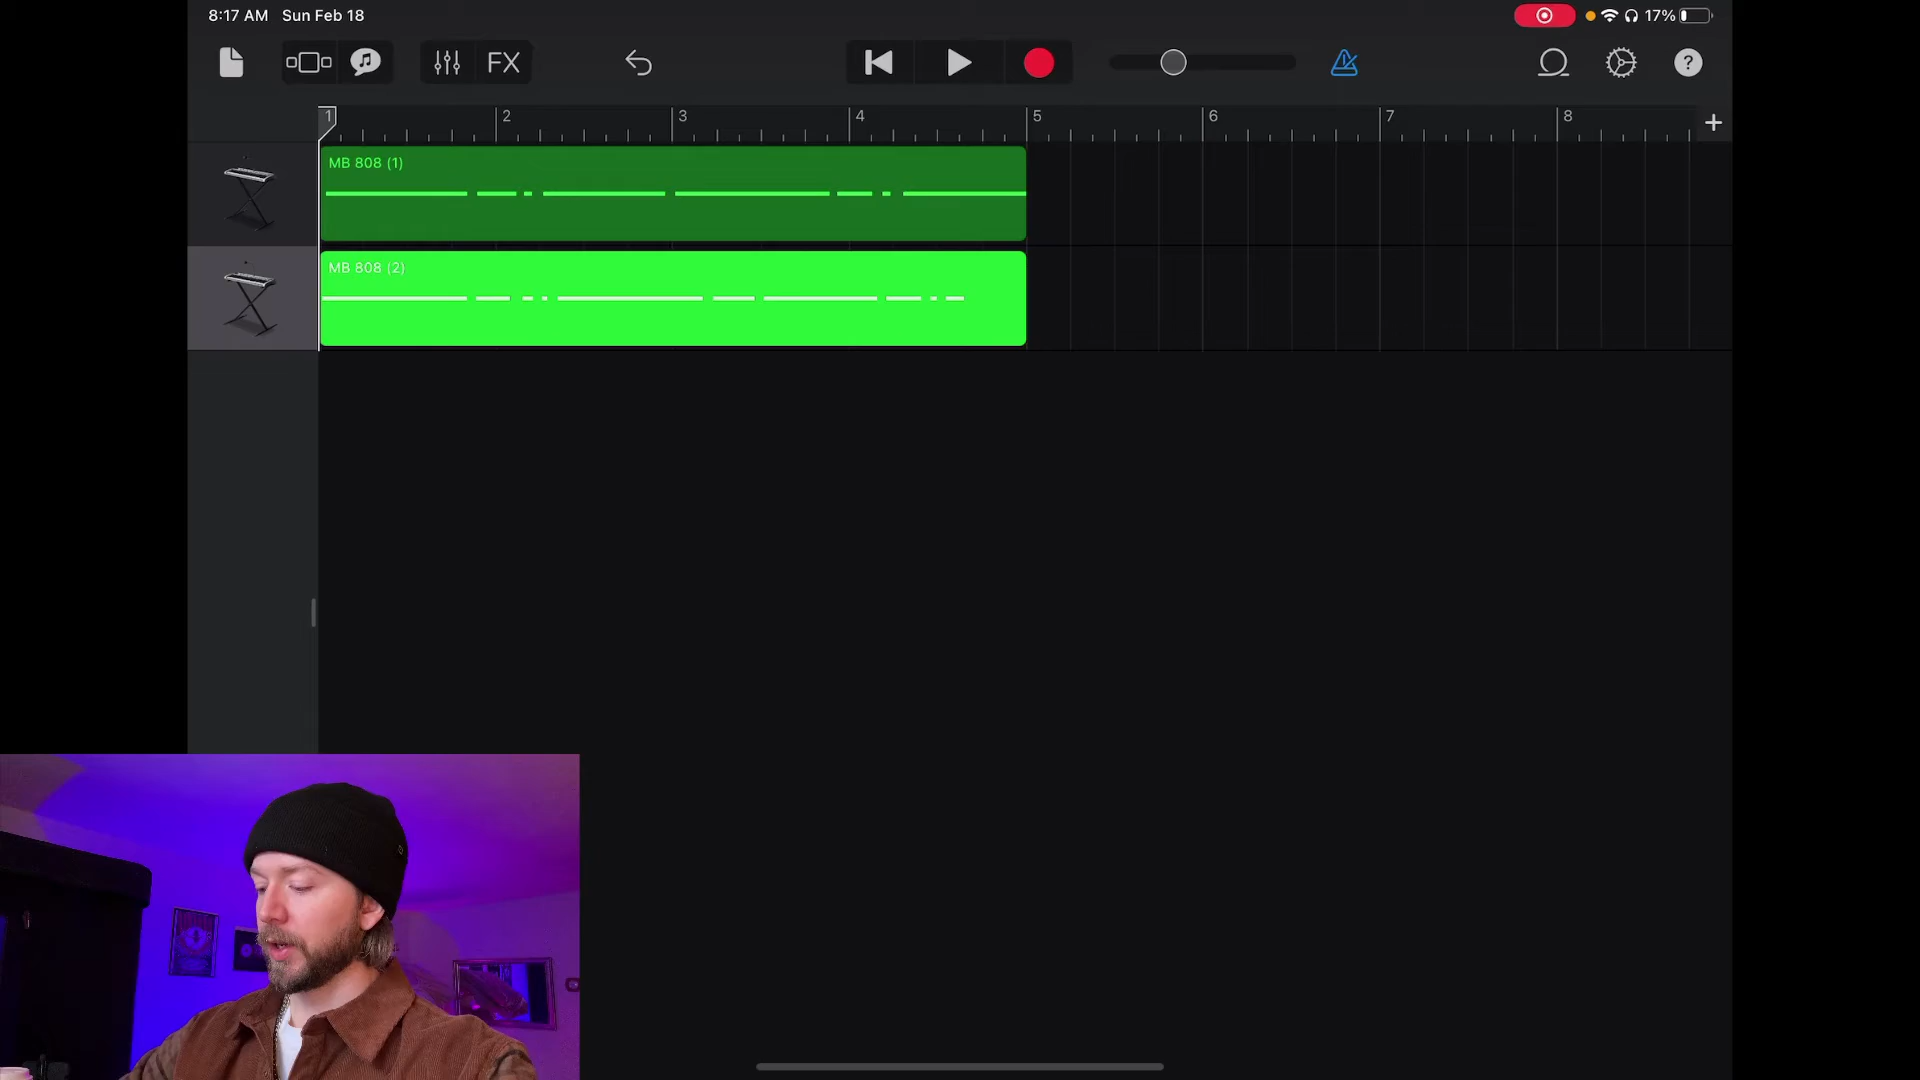 8:17 AM Sun Feb 18 17%
FX ?
1 2 3 4 5 6 7 8 +
MB 808 (1)
MB 808 (2)